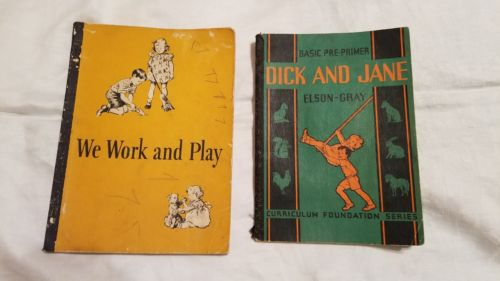 We Work and Play
BASIC PRE-PRIMER
DICK AND JANE
ELSON-GRAY
CURRICULUM FOUNDATION SERIES